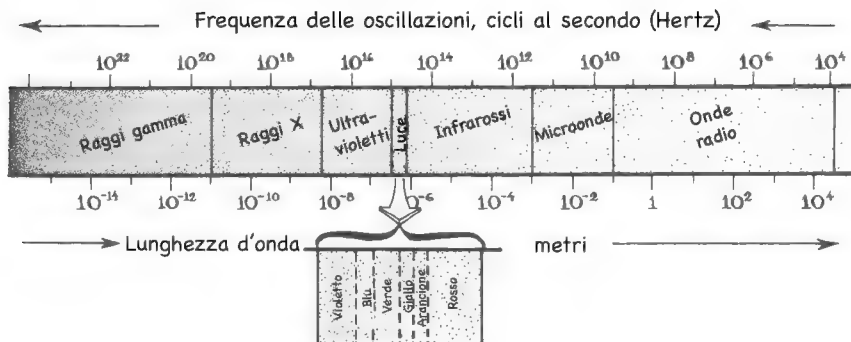 Frequenza delle oscillazioni, cicli al secondo (Hertz)
10²² 10²⁰ 10¹⁸ 10¹⁶ 10¹⁴ 10¹² 10¹⁰ 10⁸ 10⁶ 10⁴
Raggi gamma Raggi X Ultra-violetti Luce Infrarossi Microonde Onde radio
10⁻¹⁴ 10⁻¹² 10⁻¹⁰ 10⁻⁸ 10⁻⁶ 10⁻⁴ 10⁻² 1 10² 10⁴
Lunghezza d'onda metri
Violetto Blu Verde Giallo Arancione Rosso